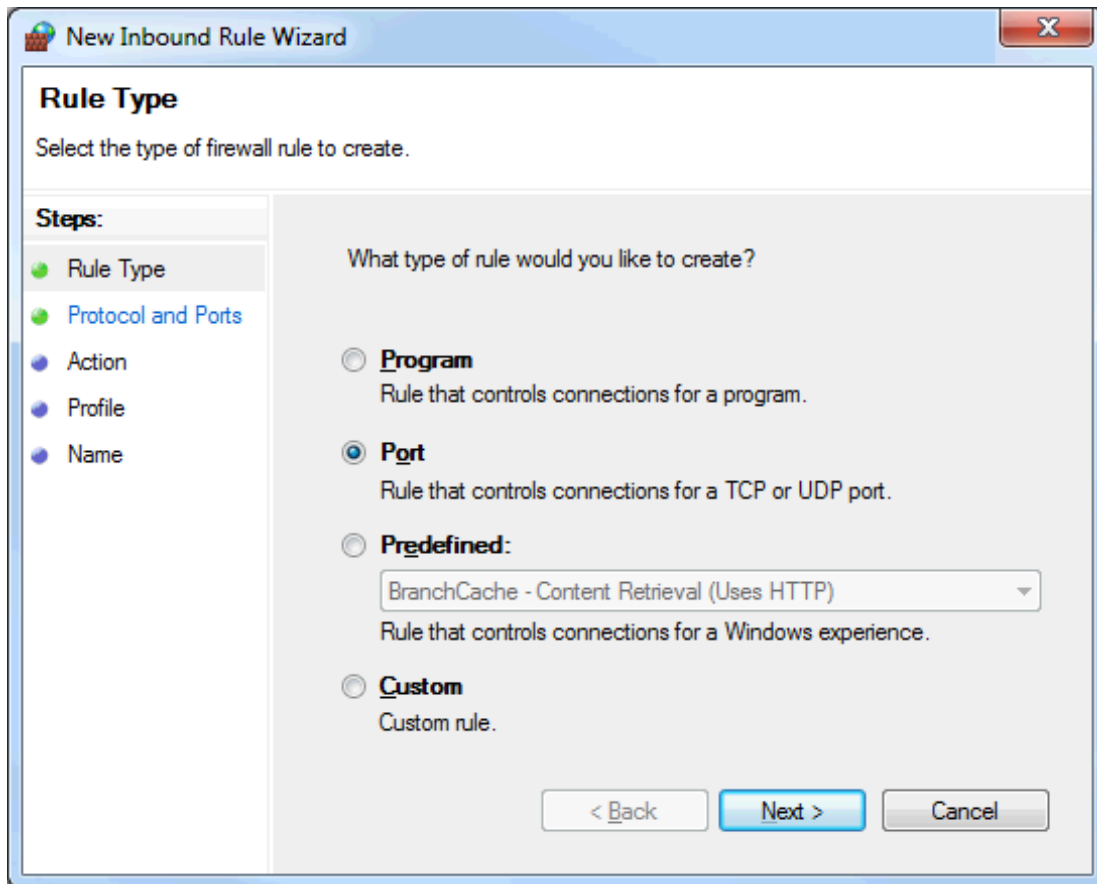 New Inbound Rule Wizard
X
Rule Type
Select the type of firewall rule to create.
Steps:
Rule Type
Protocol and Ports
Action
Profile
Name
What type of rule would you like to create?
Program
Rule that controls connections for a program.
Port
Rule that controls connections for a TCP or UDP port.
Predefined:
BranchCache - Content Retrieval (Uses HTTP)
Rule that controls connections for a Windows experience.
Custom
Custom rule.
< Back
Next >
Cancel